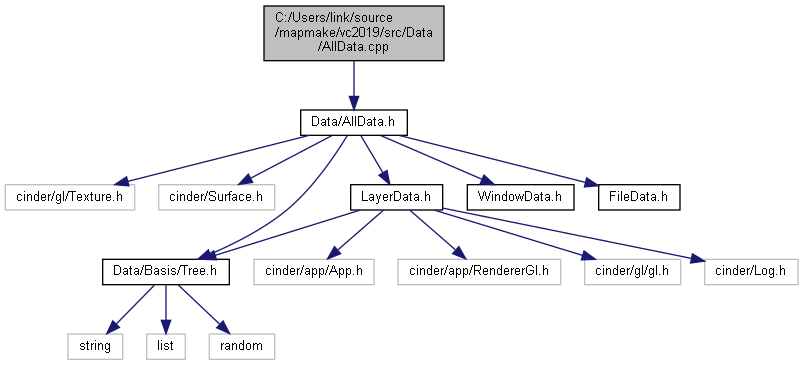 C:/Users/link/source
/mapmake/vc2019/src/Data
/AllData.cpp
Data/AllData.h
cinder/gl/Texture.h
cinder/Surface.h
LayerData.h
WindowData.h
FileData.h
Data/Basis/Tree.h
cinder/app/App.h
cinder/app/RendererGl.h
cinder/gl/gl.h
cinder/Log.h
string
list
random